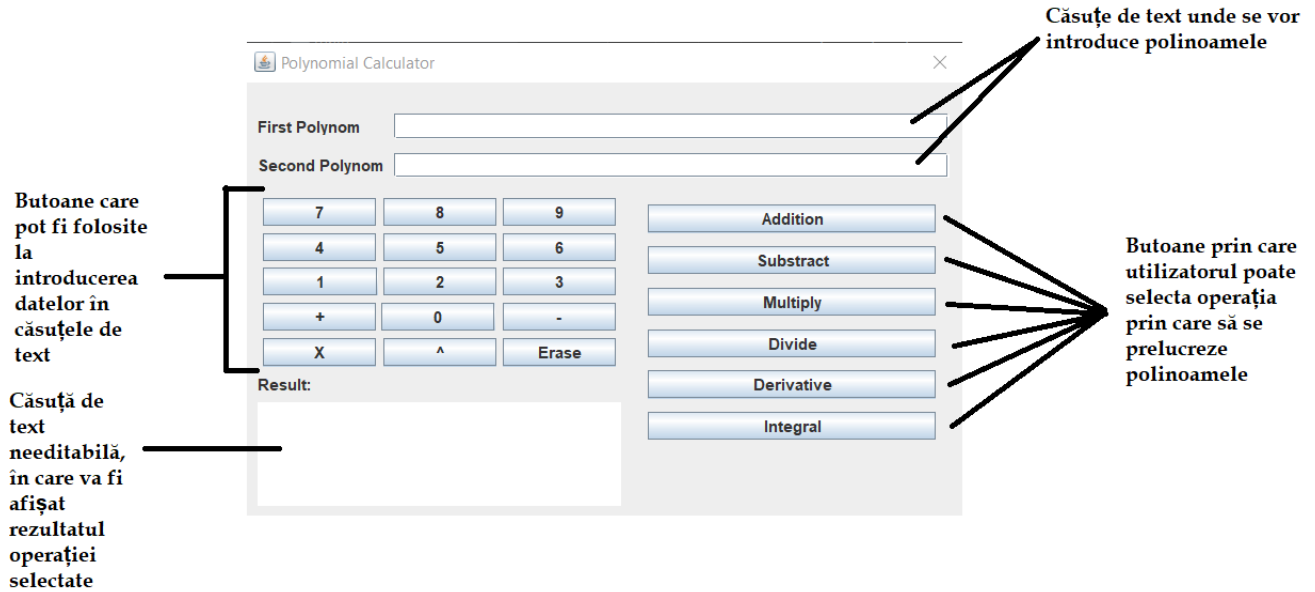 Căsuțe de text unde se vor
introduce polinoamele
Polynomial Calculator
First Polynom
Second Polynom
Butoane care
pot fi folosite
la
introducerea
datelor în
căsuțele de
text
7 8 9
4 5 6
1 2 3
+ 0 -
X ^ Erase
Addition
Substract
Multiply
Divide
Derivative
Integral
Butoane prin care
utilizatorul poate
selecta operația
prin care să se
prelucreze
polinoamele
Result:
Căsuță de
text
needitabilă,
în care va fi
afișat
rezultatul
operației
selectate